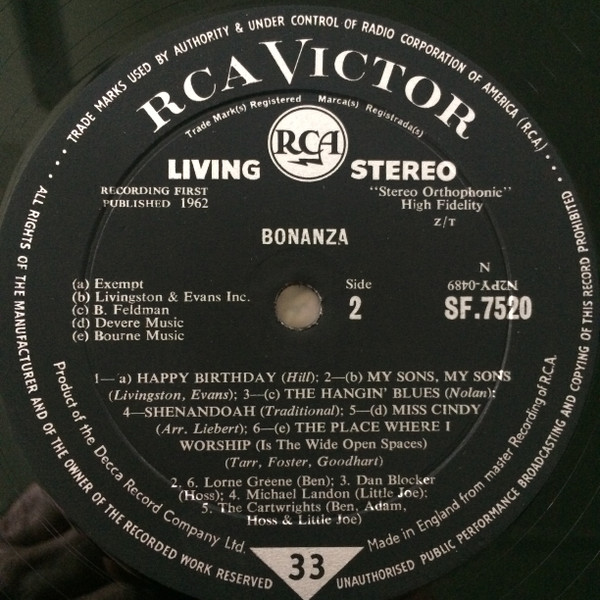 TRADE MARKS USED BY AUTHORITY & UNDER CONTROL OF RADIO CORPORATION OF AMERICA (R.C.A.)
RCA VICTOR
Trade Mark(s) Registered Marca(s) Registrada(s)
RCA
LIVING STEREO
RECORDING FIRST
PUBLISHED 1962
"Stereo Orthophonic"
High Fidelity
Z/T
BONANZA
(a) Exempt
(b) Livingston & Evans Inc.
(c) B. Feldman
(d) Devere Music
(e) Bourne Music
Side
2
N
N2PY-0489
SF.7520
1—a) HAPPY BIRTHDAY (Hill); 2—(b) MY SONS, MY SONS
(Livingston, Evans); 3—(c) THE HANGIN' BLUES (Nolan);
4—SHENANDOAH (Traditional); 5—(d) MISS CINDY
(Arr. Liebert); 6—(e) THE PLACE WHERE I
WORSHIP (Is The Wide Open Spaces)
(Tarr, Foster, Goodhart)
2, 6. Lorne Greene (Ben); 3. Dan Blocker
(Hoss); 4. Michael Landon (Little Joe);
5. The Cartwrights (Ben, Adam,
Hoss & Little Joe)
Product of the Decca Record Company Ltd.
Made in England from master Recording of R.C.A.
33
ALL RIGHTS OF THE MANUFACTURER AND OF THE OWNER OF THE RECORDED WORK RESERVED
UNAUTHORISED PUBLIC PERFORMANCE BROADCASTING AND COPYING OF THIS RECORD PROHIBITED